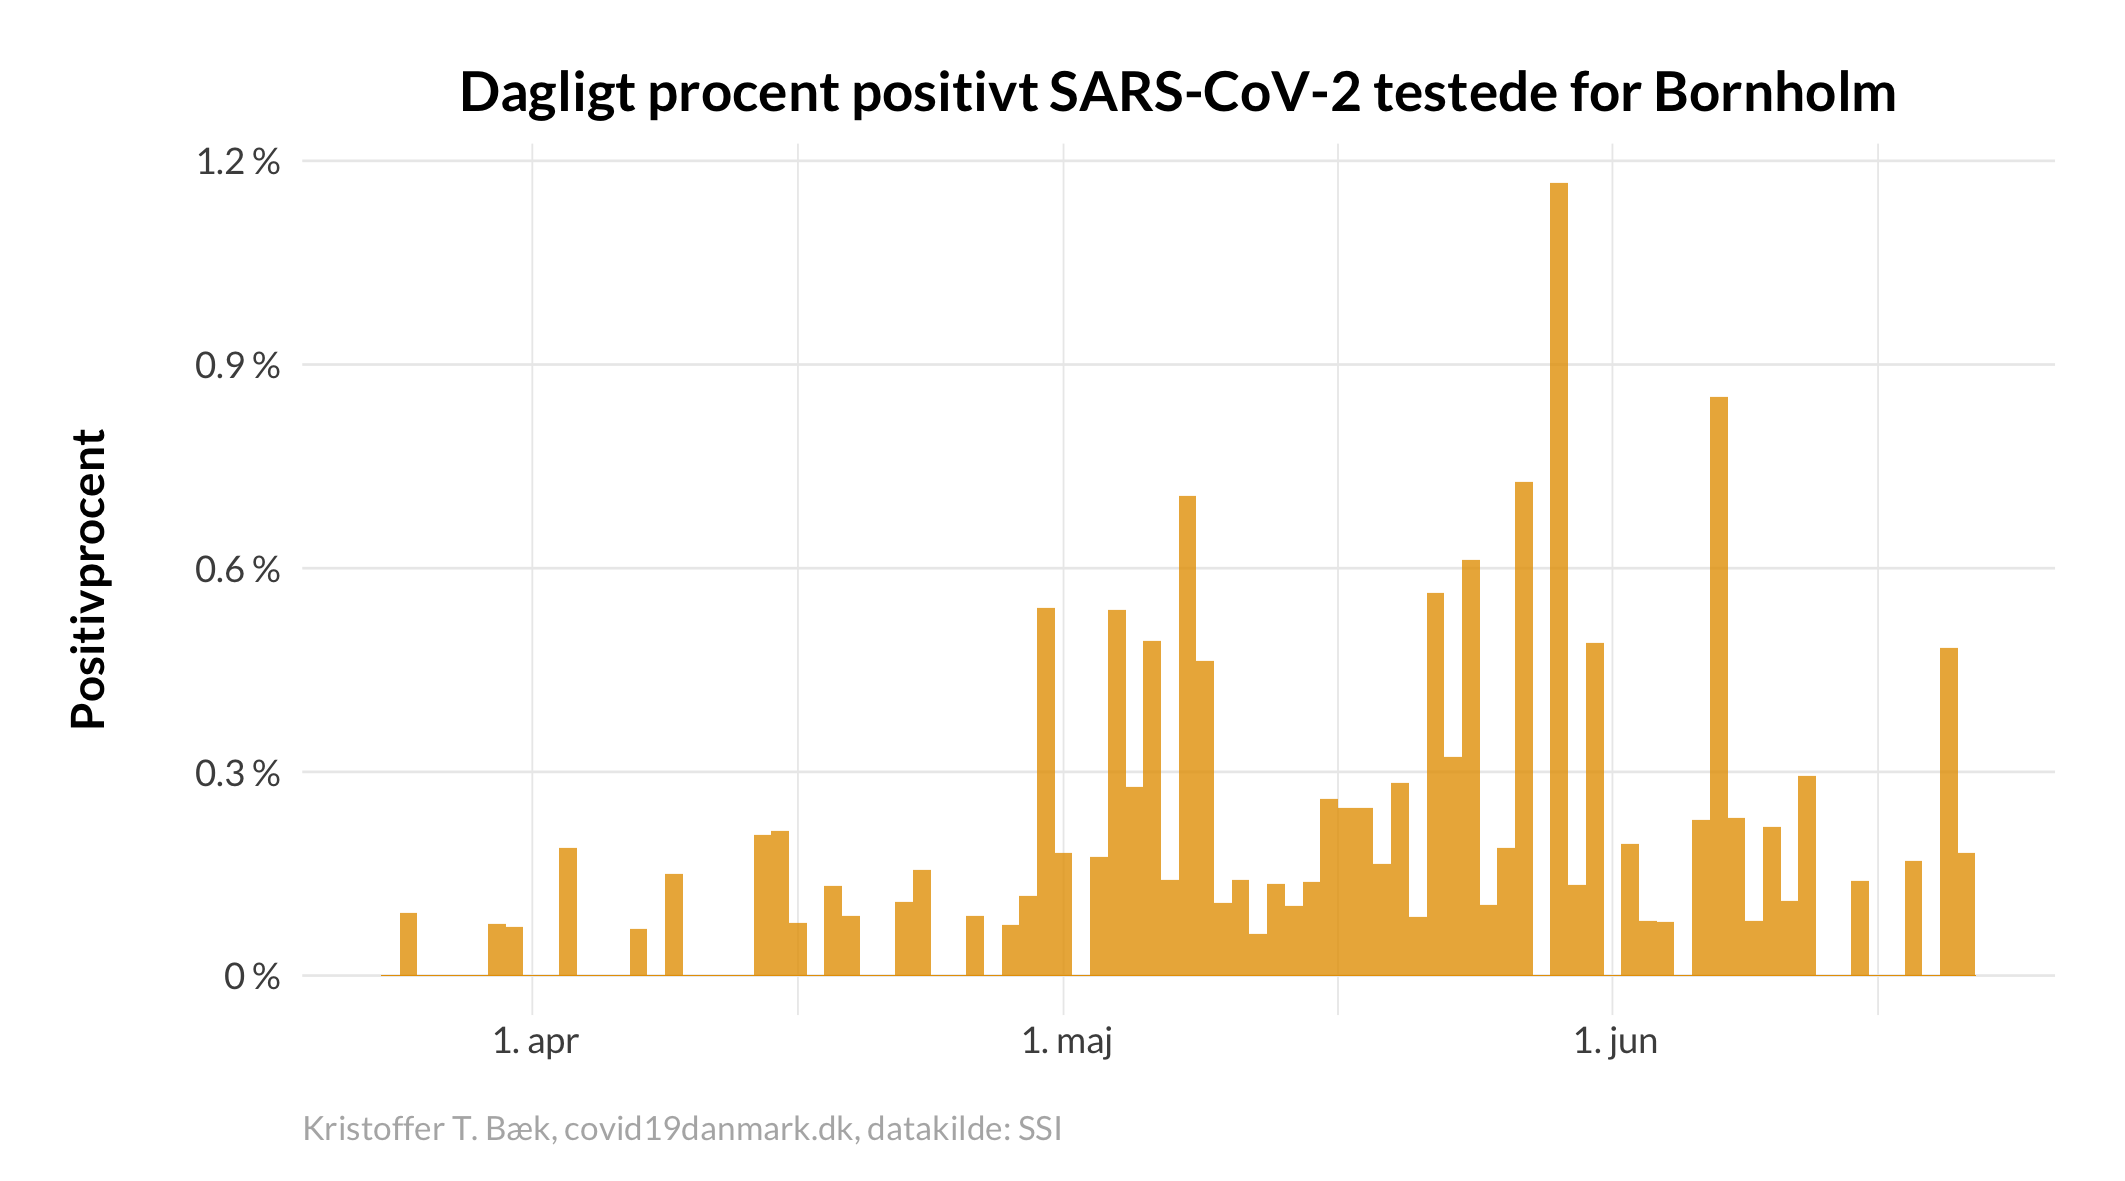 Dagligt procent positivt SARS-CoV-2 testede for Bornholm
Positivprocent
1.2 %
0.9 %
0.6 %
0.3 %
0 %
1. apr
1. maj
1. jun
Kristoffer T. Bæk, covid19danmark.dk, datakilde: SSI